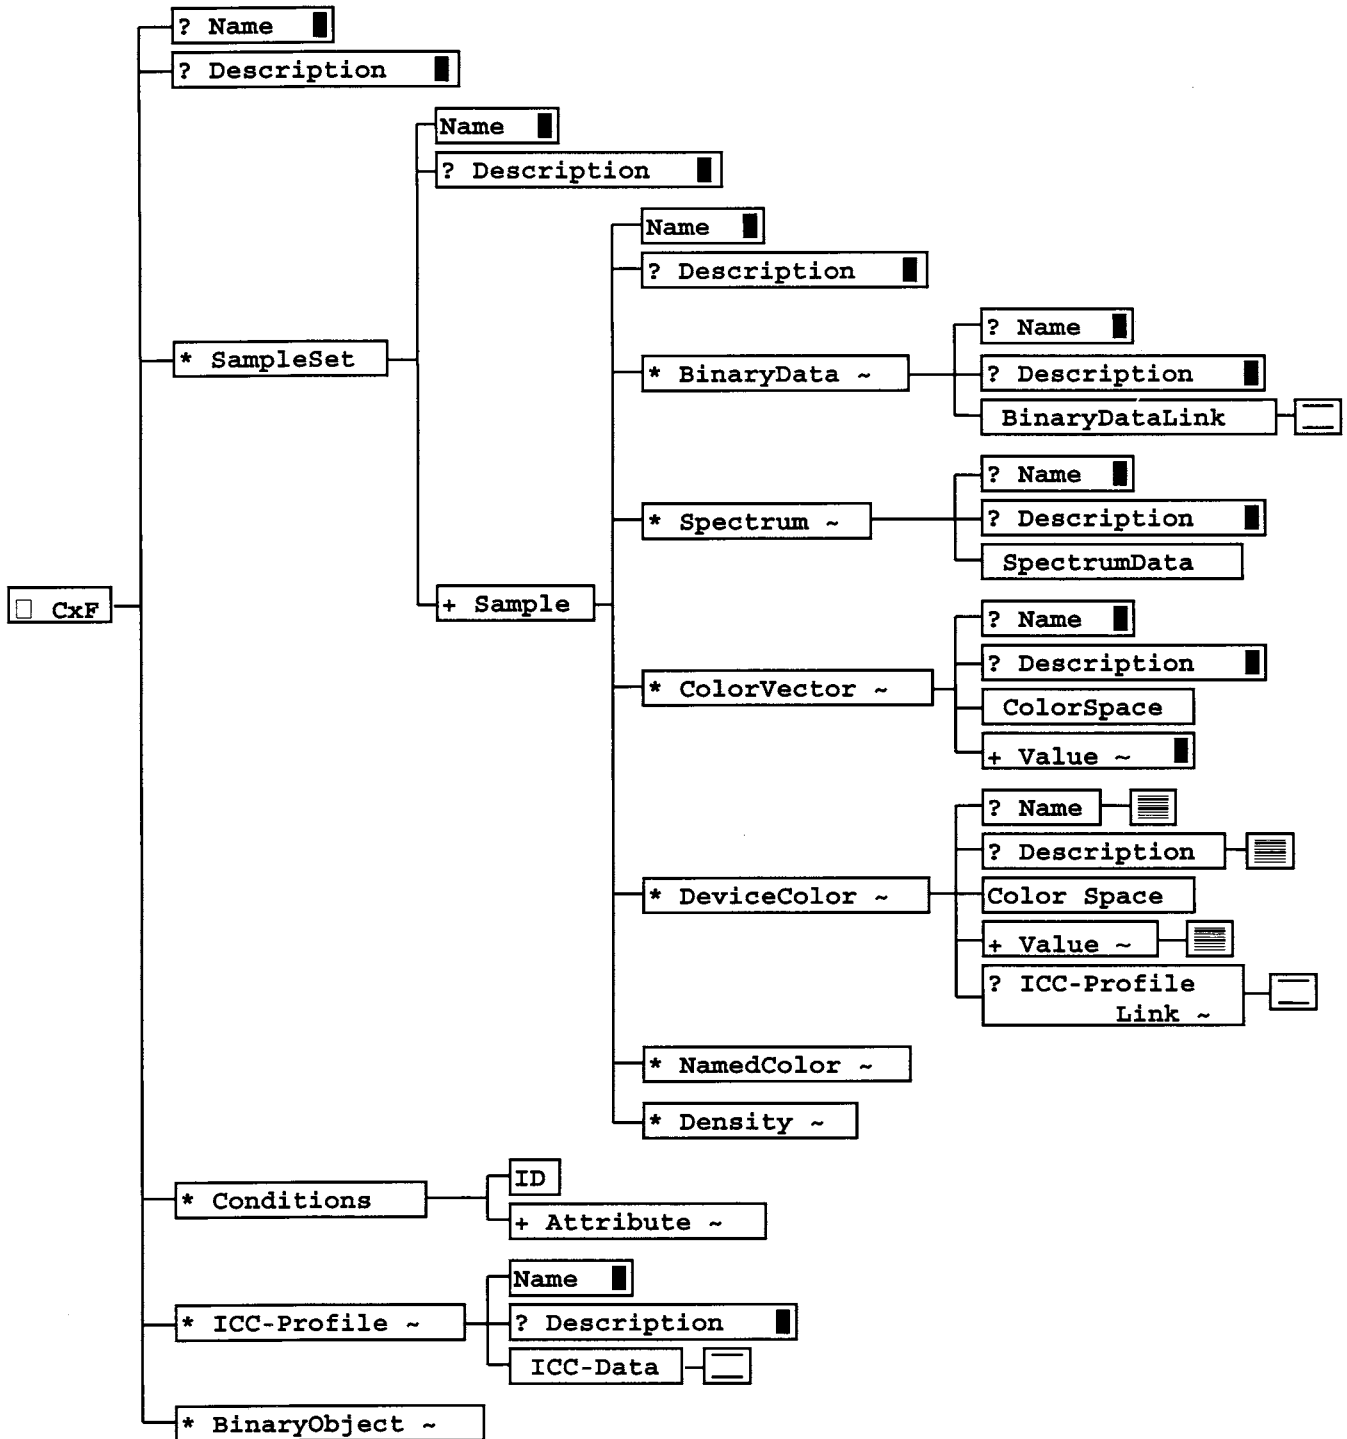 ? Name
? Description
Name
? Description
Name
? Description
? Name
* SampleSet
* BinaryData ~
? Description
BinaryDataLink
? Name
* Spectrum ~
? Description
SpectrumData
CxF
+ Sample
? Name
? Description
* ColorVector ~
ColorSpace
+ Value ~
? Name
? Description
* DeviceColor ~
Color Space
+ Value ~
? ICC-Profile
Link ~
* NamedColor ~
* Density ~
ID
* Conditions
+ Attribute ~
Name
* ICC-Profile ~
? Description
ICC-Data
* BinaryObject ~